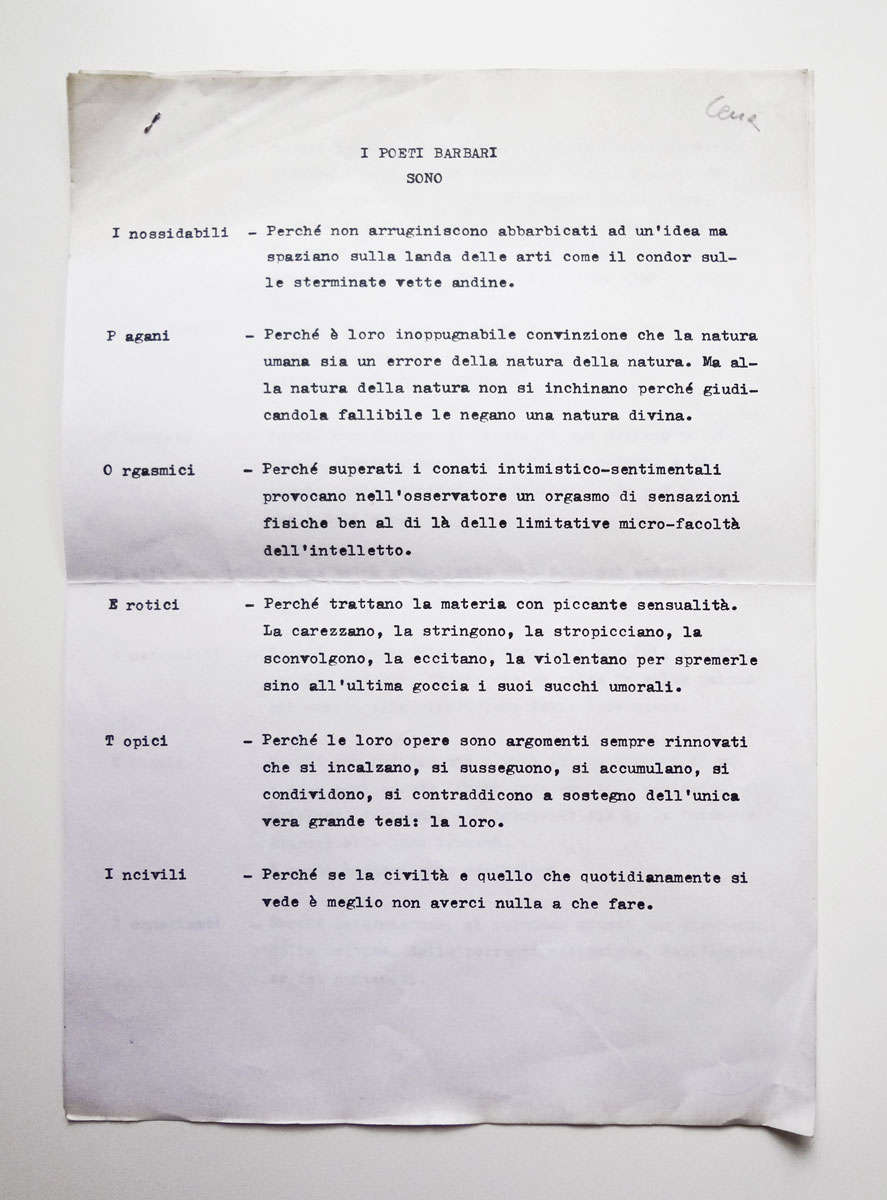 Cena
I POETI BARBARI
SONO
I nossidabili - Perché non arruginiscono abbarbicati ad un'idea ma
spaziano sulla landa delle arti come il condor sul-
le sterminate vette andine.
P agani - Perché è loro inoppugnabile convinzione che la natura
umana sia un errore della natura della natura. Ma al-
la natura della natura non si inchinano perché giudi-
candola fallibile le negano una natura divina.
O rgasmici - Perché superati i conati intimistico-sentimentali
provocano nell'osservatore un orgasmo di sensazioni
fisiche ben al di là delle limitative micro-facoltà
dell'intelletto.
E rotici - Perché trattano la materia con piccante sensualità.
La carezzano, la stringono, la stropicciano, la
sconvolgono, la eccitano, la violentano per spremerle
sino all'ultima goccia i suoi succhi umorali.
T opici - Perché le loro opere sono argomenti sempre rinnovati
che si incalzano, si susseguono, si accumulano, si
condividono, si contraddicono a sostegno dell'unica
vera grande tesi: la loro.
I ncivili - Perché se la civiltà e quello che quotidianamente si
vede è meglio non averci nulla a che fare.